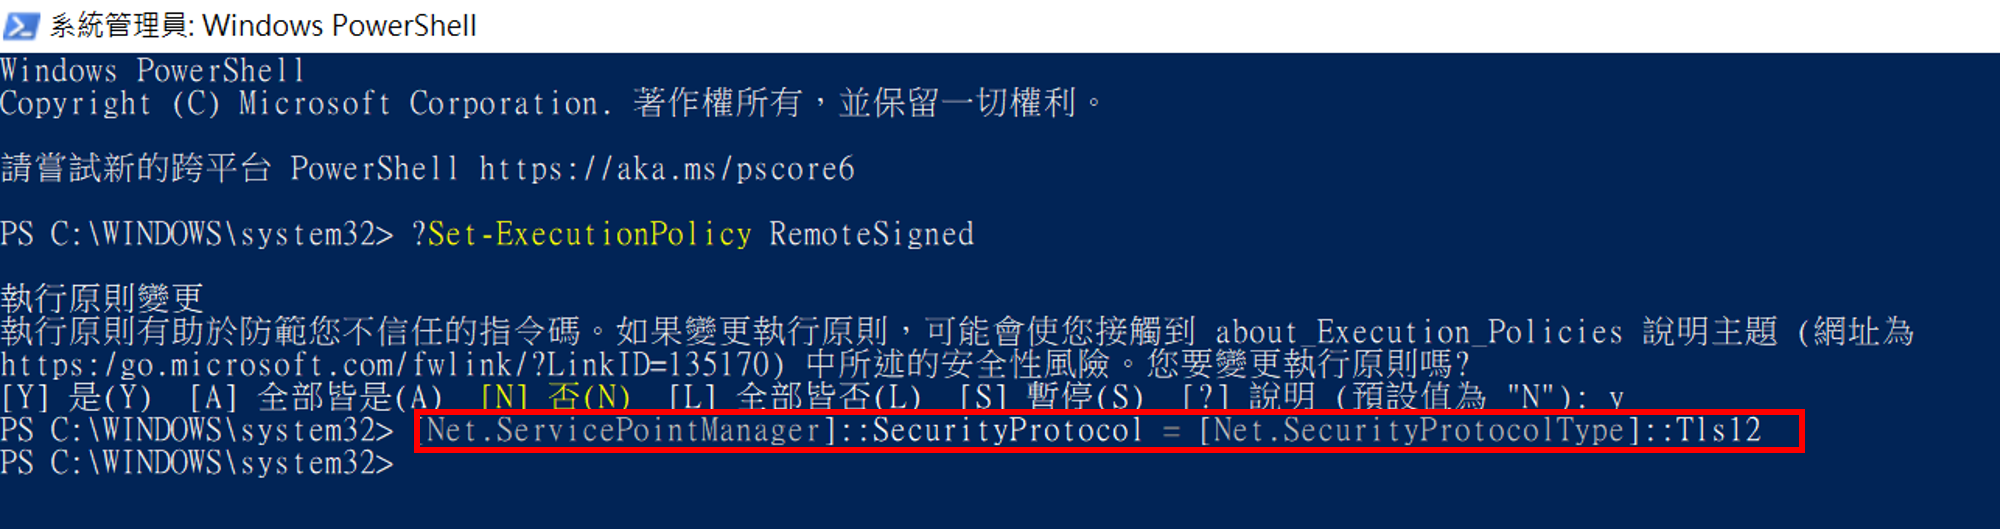 系統管理員: Windows PowerShell
Windows PowerShell
Copyright (C) Microsoft Corporation. 著作權所有，並保留一切權利。
請嘗試新的跨平台 PowerShell https://aka.ms/pscore6
PS C:\WINDOWS\system32> ?Set-ExecutionPolicy RemoteSigned
執行原則變更
執行原則有助於防範您不信任的指令碼。如果變更執行原則，可能會使您接觸到 about_Execution_Policies 說明主題 (網址為
https:/go.microsoft.com/fwlink/?LinkID=135170) 中所述的安全性風險。您要變更執行原則嗎?
[Y] 是(Y)  [A] 全部皆是(A)  [N] 否(N)  [L] 全部皆否(L)  [S] 暫停(S)  [?] 說明 (預設值為 "N"): y
PS C:\WINDOWS\system32> [Net.ServicePointManager]::SecurityProtocol = [Net.SecurityProtocolType]::Tls12
PS C:\WINDOWS\system32>